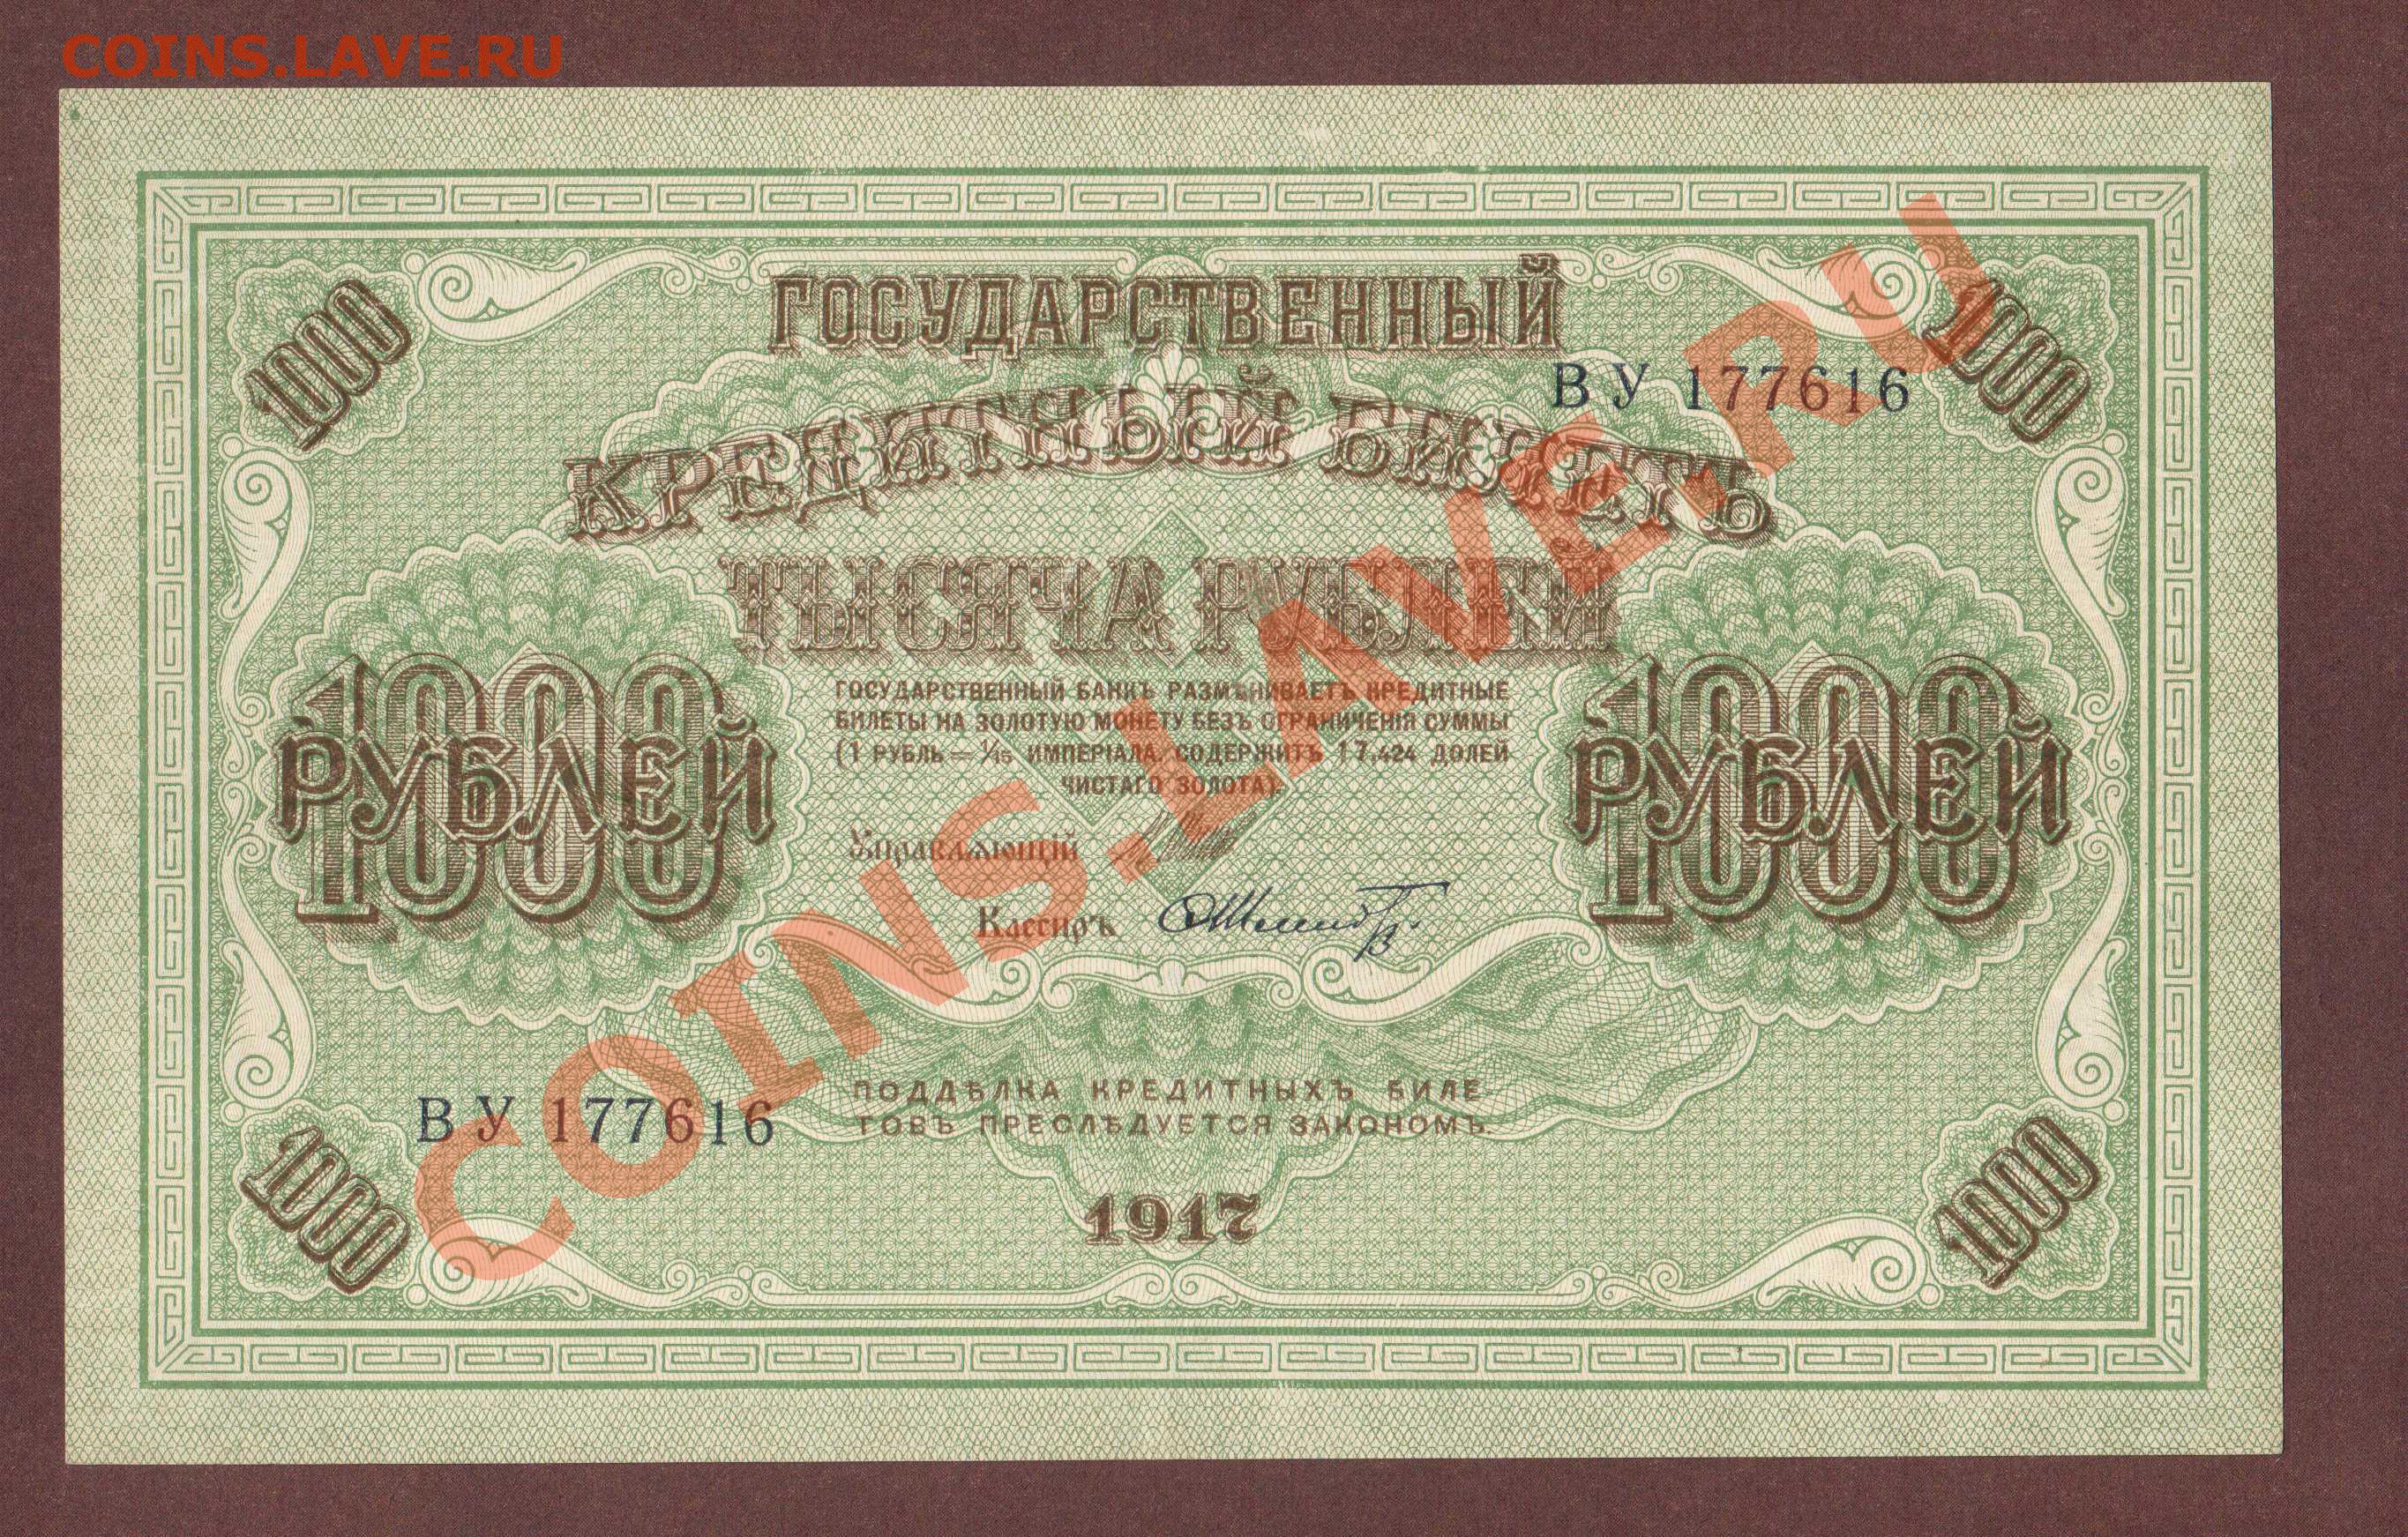 COINS.LAVE.RU
ГОСУДАРСТВЕННЫЙ
1000
1000
ВУ 177616
КРЕДИТНЫЙ БИЛЕТЪ
ТЫСЯЧА РУБЛЕЙ
1000
РУБЛЕЙ
1000
РУБЛЕЙ
ГОСУДАРСТВЕННЫЙ БАНКЪ РАЗМѢНИВАЕТЪ КРЕДИТНЫЕ
БИЛЕТЫ НА ЗОЛОТУЮ МОНЕТУ БЕЗЪ ОГРАНИЧЕНІЯ СУММЫ
(1 РУБЛЬ = 1/15 ИМПЕРІАЛА, СОДЕРЖИТЪ 17,424 ДОЛЕЙ
ЧИСТАГО ЗОЛОТА).
Управляющій
Кассиръ
COINS.LAVE.RU
ПОДДѢЛКА КРЕДИТНЫХЪ БИЛЕ-
ТОВЪ ПРЕСЛѢДУЕТСЯ ЗАКОНОМЪ.
ВУ 177616
1000
1000
1917